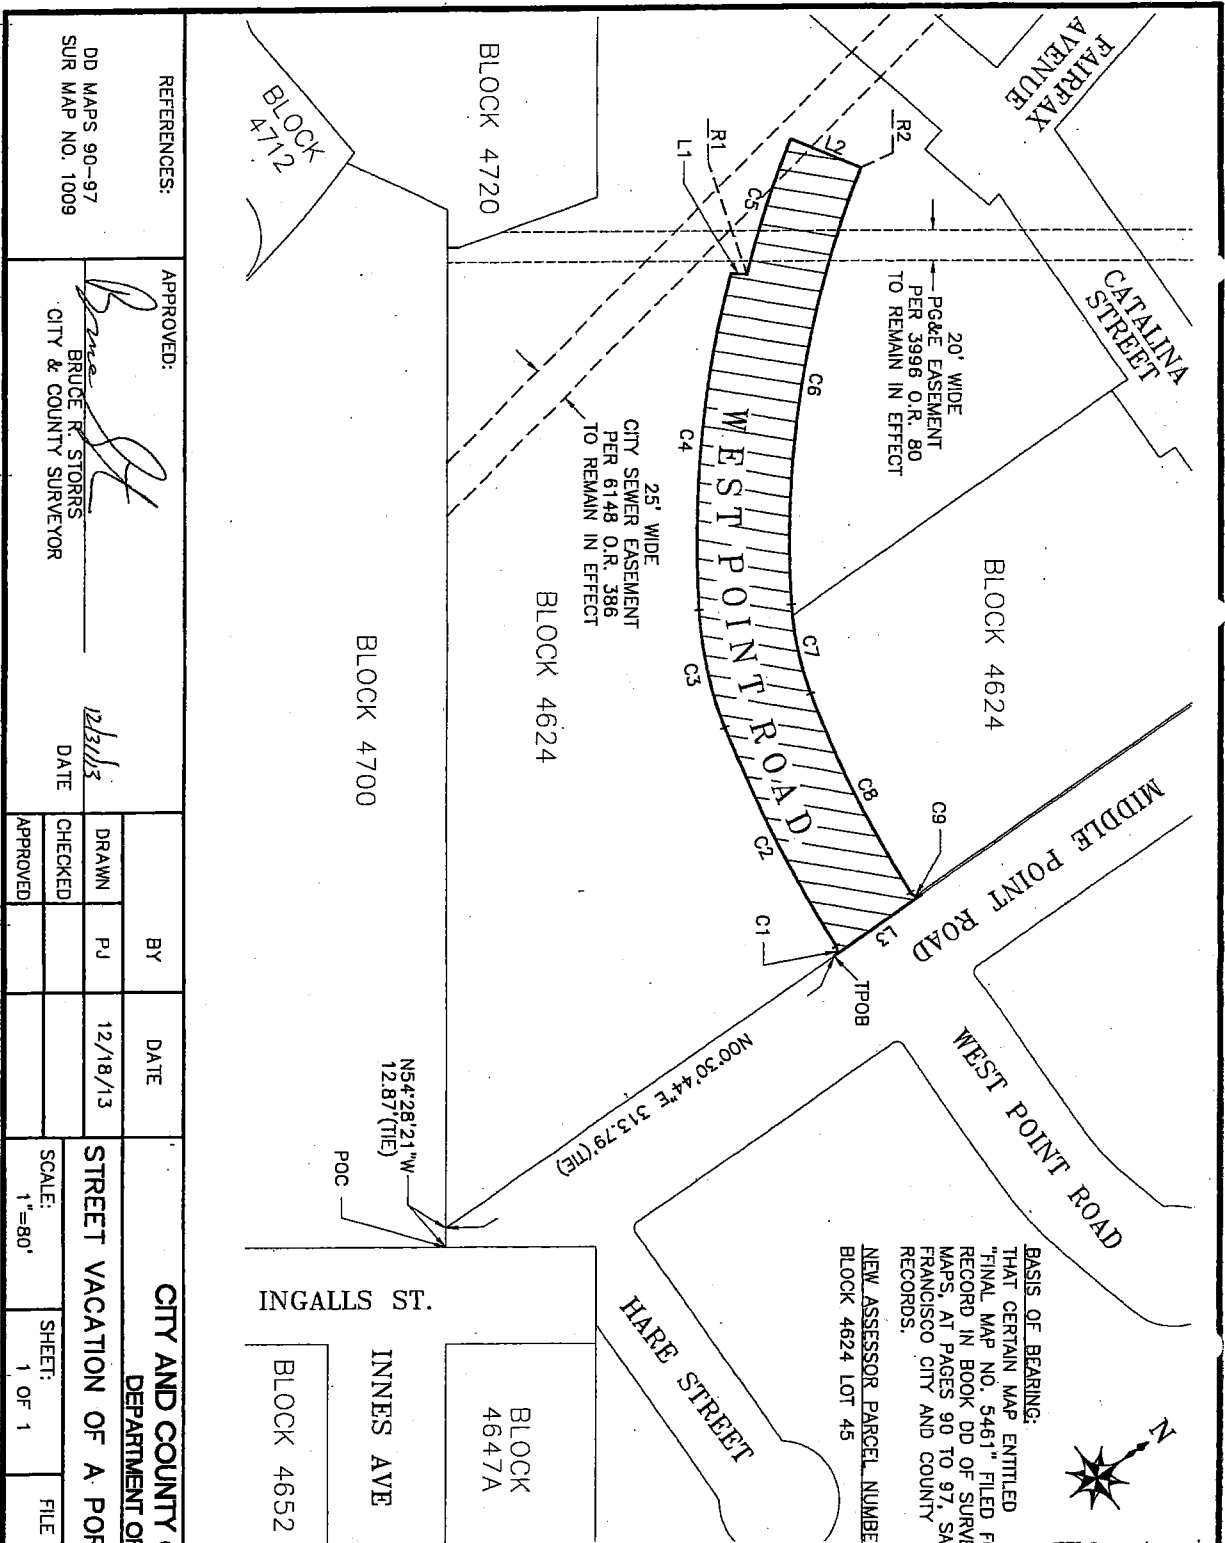 FAIRFAX
AVENUE
CATALINA
STREET
BLOCK 4720
BLOCK
4712
R2
L2
R1
L1
C5
20' WIDE
PG&E EASEMENT
PER 3996 O.R. 80
TO REMAIN IN EFFECT
C6
C4
WEST POINT ROAD
25' WIDE
CITY SEWER EASEMENT
PER 6148 O.R. 386
TO REMAIN IN EFFECT
BLOCK 4624
BLOCK 4624
BLOCK 4700
C7
C3
C8
C2
C9
C1
L3
TPOB
MIDDLE POINT ROAD
WEST POINT ROAD
N00°30'44"E 313.79'(TIE)
N54°28'21"W
12.87'(TIE)
POC
INGALLS ST.
HARE STREET
INNES AVE
BLOCK
4647A
BLOCK 4652
N
BASIS OF BEARING:
THAT CERTAIN MAP ENTITLED
"FINAL MAP NO. 5461" FILED F
RECORD IN BOOK DD OF SURVE
MAPS, AT PAGES 90 TO 97, SA
FRANCISCO CITY AND COUNTY
RECORDS.
NEW ASSESSOR PARCEL NUMBE
BLOCK 4624 LOT 45
REFERENCES:
DD MAPS 90-97
SUR MAP NO. 1009
APPROVED:
BRUCE R. STORRS
CITY & COUNTY SURVEYOR
12/31/13
DATE
BY DATE
DRAWN PJ 12/18/13
CHECKED
APPROVED
CITY AND COUNTY
DEPARTMENT OF
STREET VACATION OF A POR
SCALE:
1"=80'
SHEET:
1 OF 1
FILE